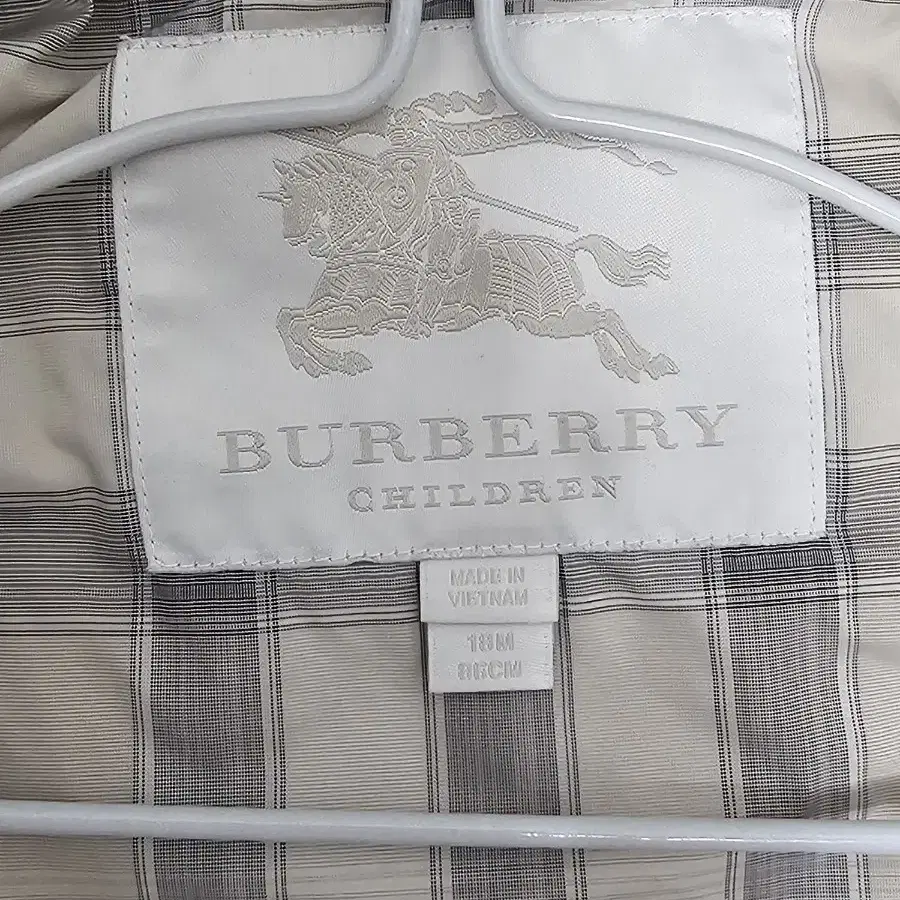 BURBERRY
CHILDREN
MADE IN
VIETNAM
18M
86CM